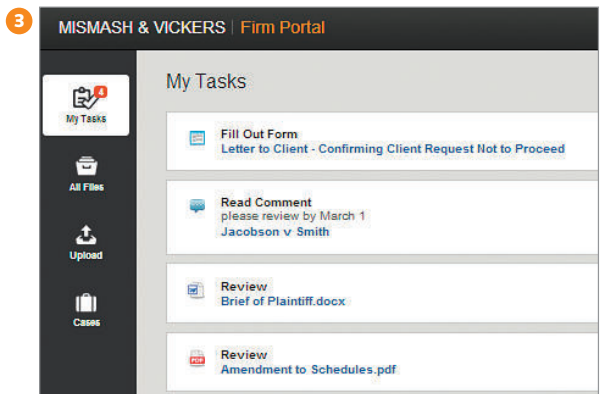 3
MISMASH & VICKERS | Firm Portal
My Tasks
4
My Tasks
All Files
Upload
Cases
Fill Out Form
Letter to Client - Confirming Client Request Not to Proceed
Read Comment
please review by March 1
Jacobson v Smith
Review
Brief of Plaintiff.docx
PDF
Review
Amendment to Schedules.pdf